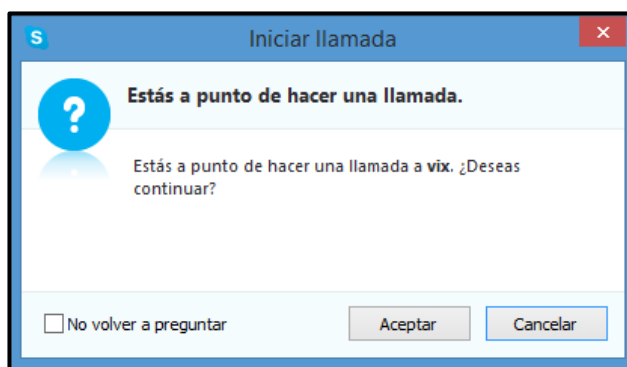 S
Iniciar llamada
?
Estás a punto de hacer una llamada.
Estás a punto de hacer una llamada a vix. ¿Deseas
continuar?
No volver a preguntar
Aceptar
Cancelar